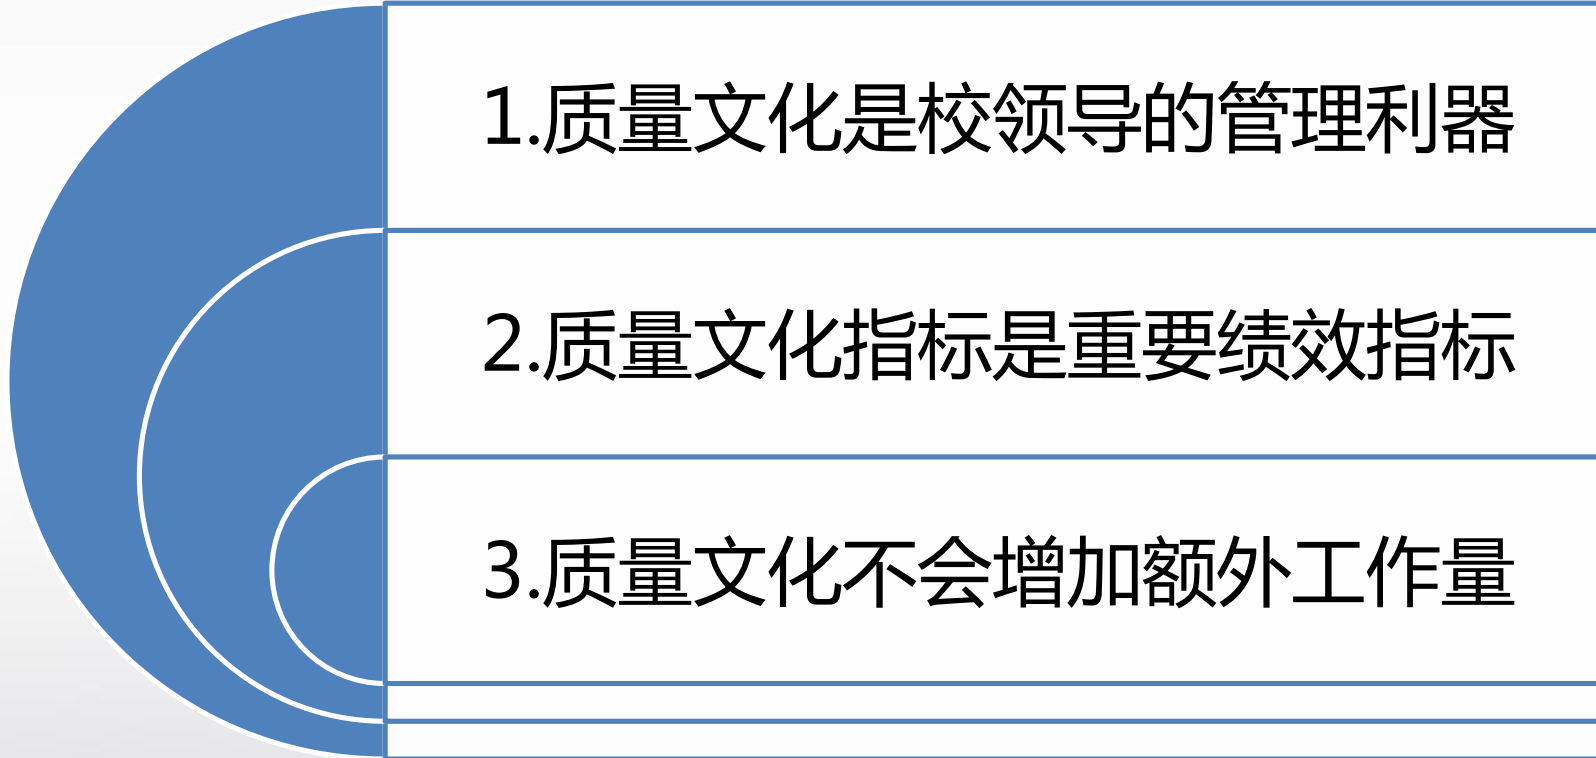 1.质量文化是校领导的管理利器
2.质量文化指标是重要绩效指标
3.质量文化不会增加额外工作量